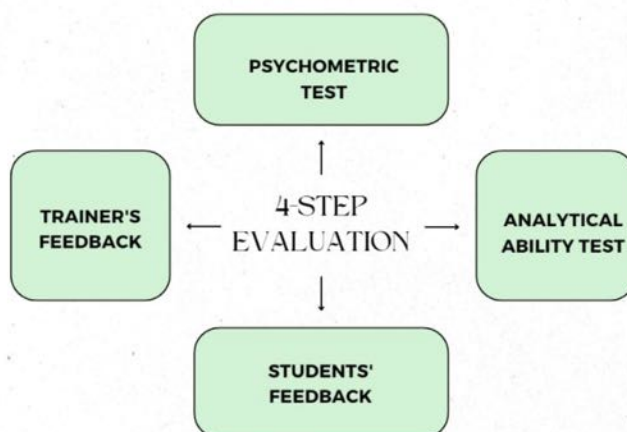 PSYCHOMETRIC
TEST
TRAINER'S
FEEDBACK
4-STEP
EVALUATION
ANALYTICAL
ABILITY TEST
STUDENTS'
FEEDBACK